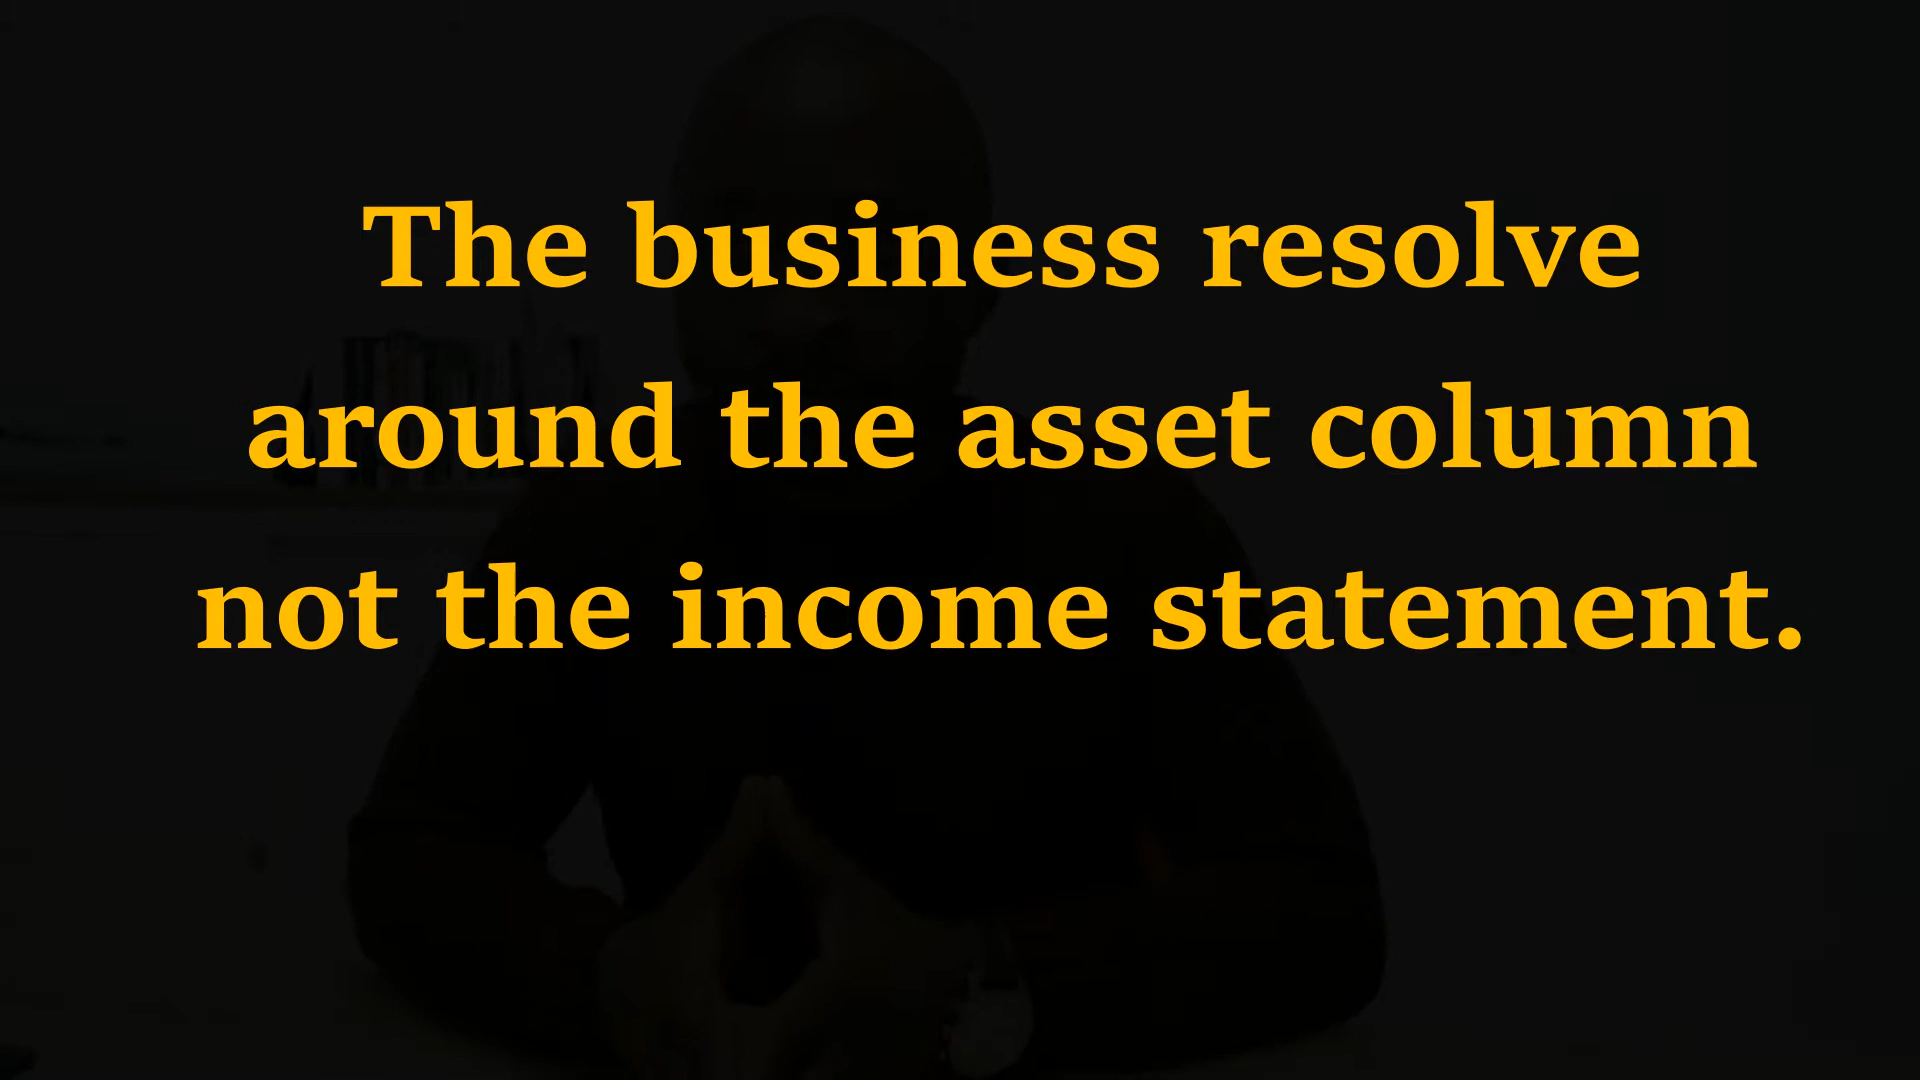 The business resolve
around the asset column
not the income statement.